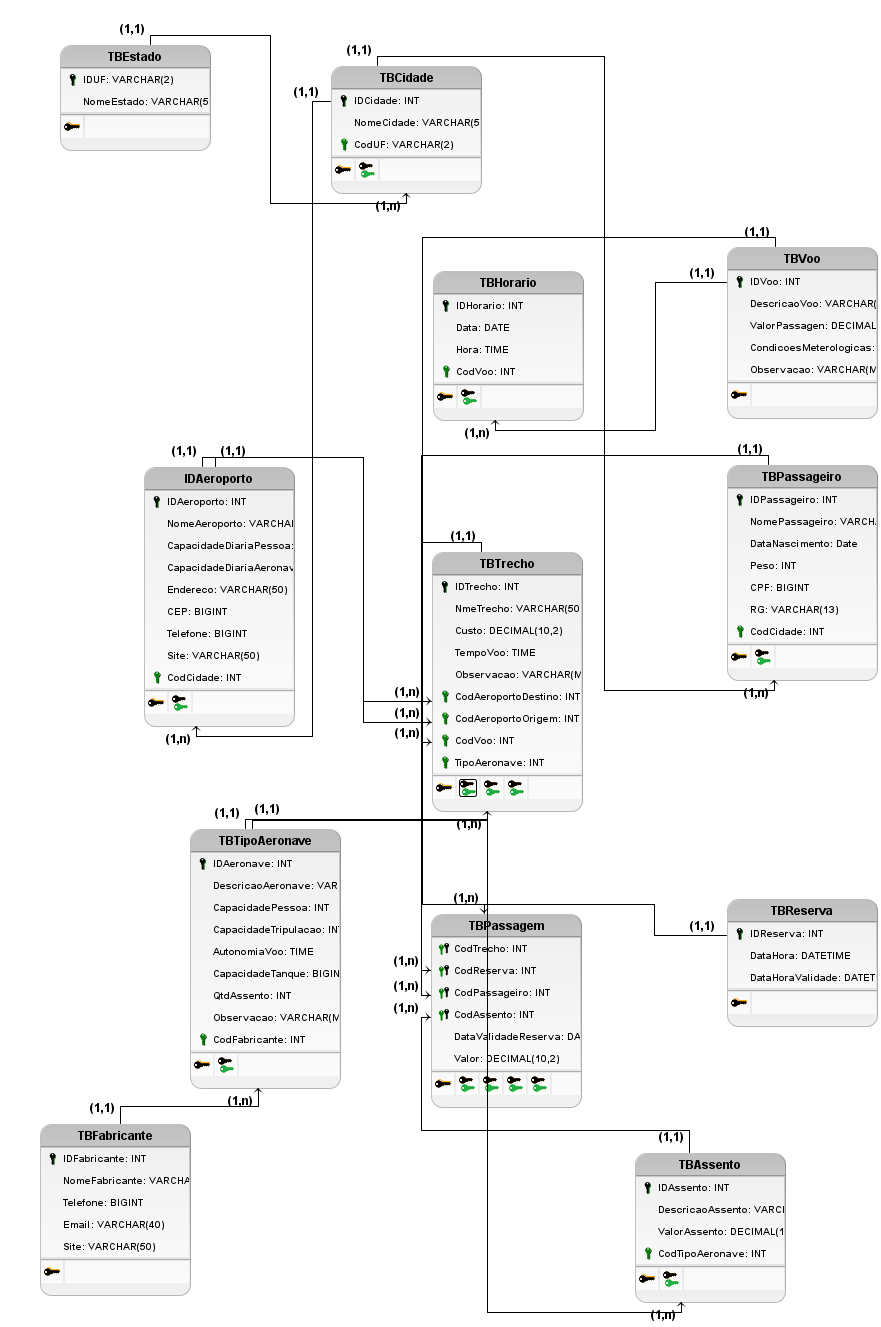 (1,1)
TBEstado
IDUF: VARCHAR(2)
NomeEstado: VARCHAR(5
(1,1)
TBCidade
(1,1)
IDCidade: INT
NomeCidade: VARCHAR(5
CodUF: VARCHAR(2)
(1,n)
(1,1)
TBVoo
(1,1)
IDVoo: INT
DescricaoVoo: VARCHAR(
ValorPassagen: DECIMAL
CondicoesMeterologicas:
Observacao: VARCHAR(M
TBHorario
IDHorario: INT
Data: DATE
Hora: TIME
CodVoo: INT
(1,n)
(1,1)
(1,1)
IDAeroporto
IDAeroporto: INT
NomeAeroporto: VARCHAI
CapacidadeDiariaPessoa:
CapacidadeDiariaAeronav
Endereco: VARCHAR(50)
CEP: BIGINT
Telefone: BIGINT
Site: VARCHAR(50)
CodCidade: INT
(1,n)
(1,1)
TBPassageiro
IDPassageiro: INT
NomePassageiro: VARCH
DataNascimento: Date
Peso: INT
CPF: BIGINT
RG: VARCHAR(13)
CodCidade: INT
(1,n)
(1,1)
TBTrecho
IDTrecho: INT
NmeTrecho: VARCHAR(50
Custo: DECIMAL(10,2)
TempoVoo: TIME
Observacao: VARCHAR(M
(1,n)
CodAeroportoDestino: INT
(1,n)
CodAeroportoOrigem: INT
(1,n)
CodVoo: INT
TipoAeronave: INT
(1,n)
(1,1)
(1,1)
TBTipoAeronave
IDAeronave: INT
DescricaoAeronave: VAR
CapacidadePessoa: INT
CapacidadeTripulacao: IN
AutonomiaVoo: TIME
CapacidadeTanque: BIGIN
QtdAssento: INT
Observacao: VARCHAR(M
CodFabricante: INT
(1,n)
(1,n)
TBPassagem
CodTrecho: INT
(1,n)
CodReserva: INT
(1,n)
CodPassageiro: INT
(1,n)
CodAssento: INT
DataValidadeReserva: DA
Valor: DECIMAL(10,2)
TBReserva
(1,1)
IDReserva: INT
DataHora: DATETIME
DataHoraValidade: DATET
(1,1)
TBFabricante
IDFabricante: INT
NomeFabricante: VARCHA
Telefone: BIGINT
Email: VARCHAR(40)
Site: VARCHAR(50)
(1,1)
TBAssento
IDAssento: INT
DescricaoAssento: VARCI
ValorAssento: DECIMAL(1
CodTipoAeronave: INT
(1,n)